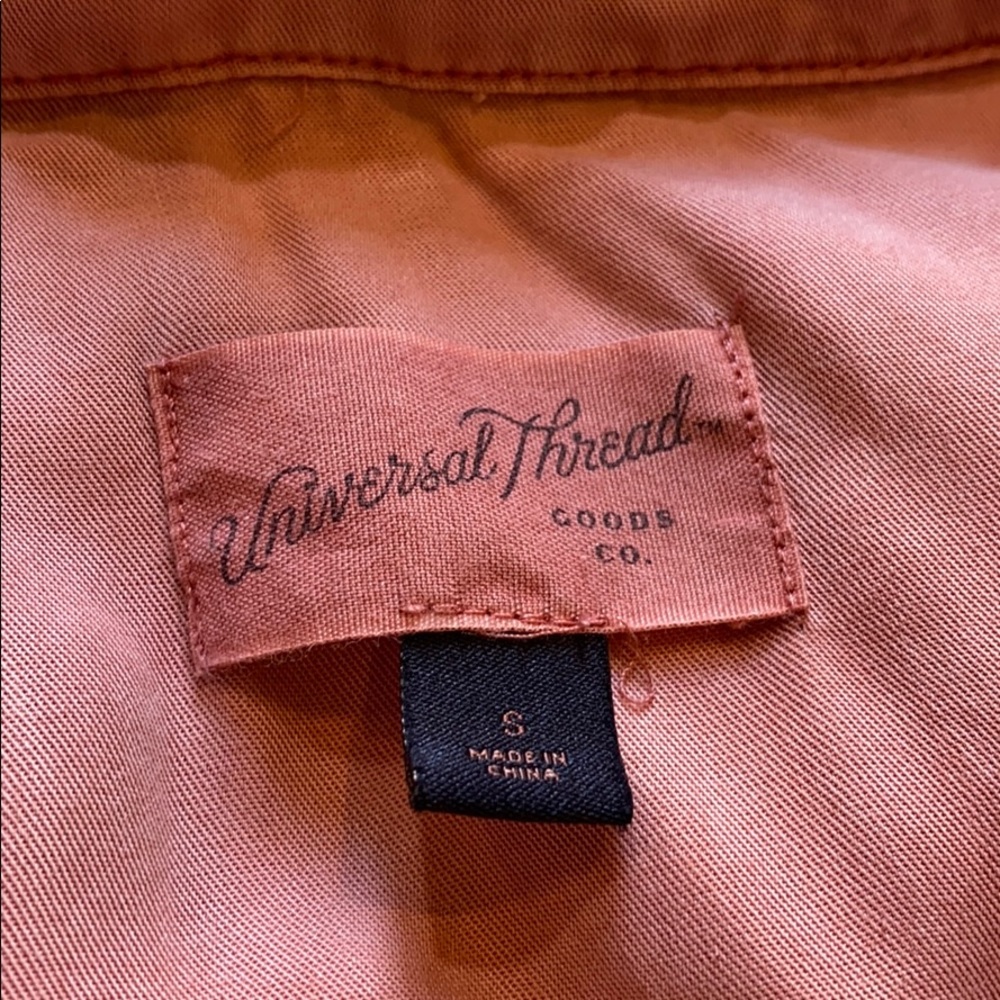 Universal Thread™
GOODS
CO.
S
MADE IN
CHINA